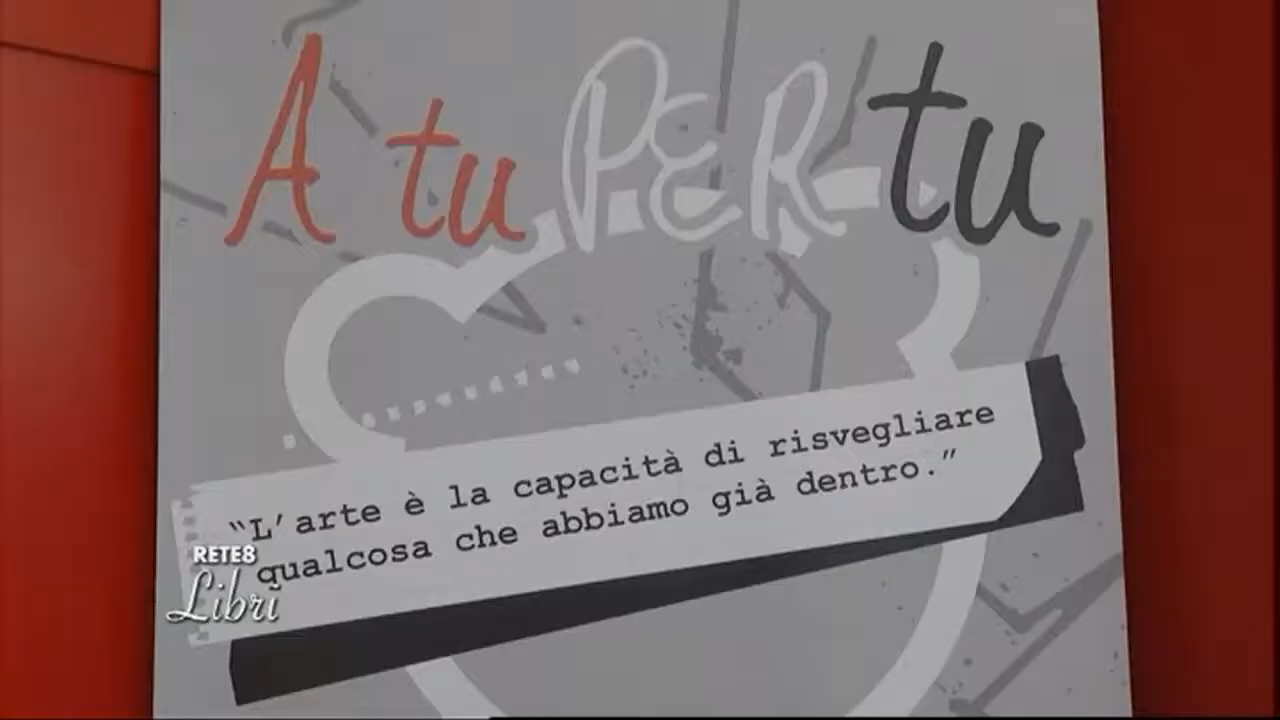 A tu PER tu
“L'arte è la capacità di risvegliare
qualcosa che abbiamo già dentro.”
RETE8
Libri